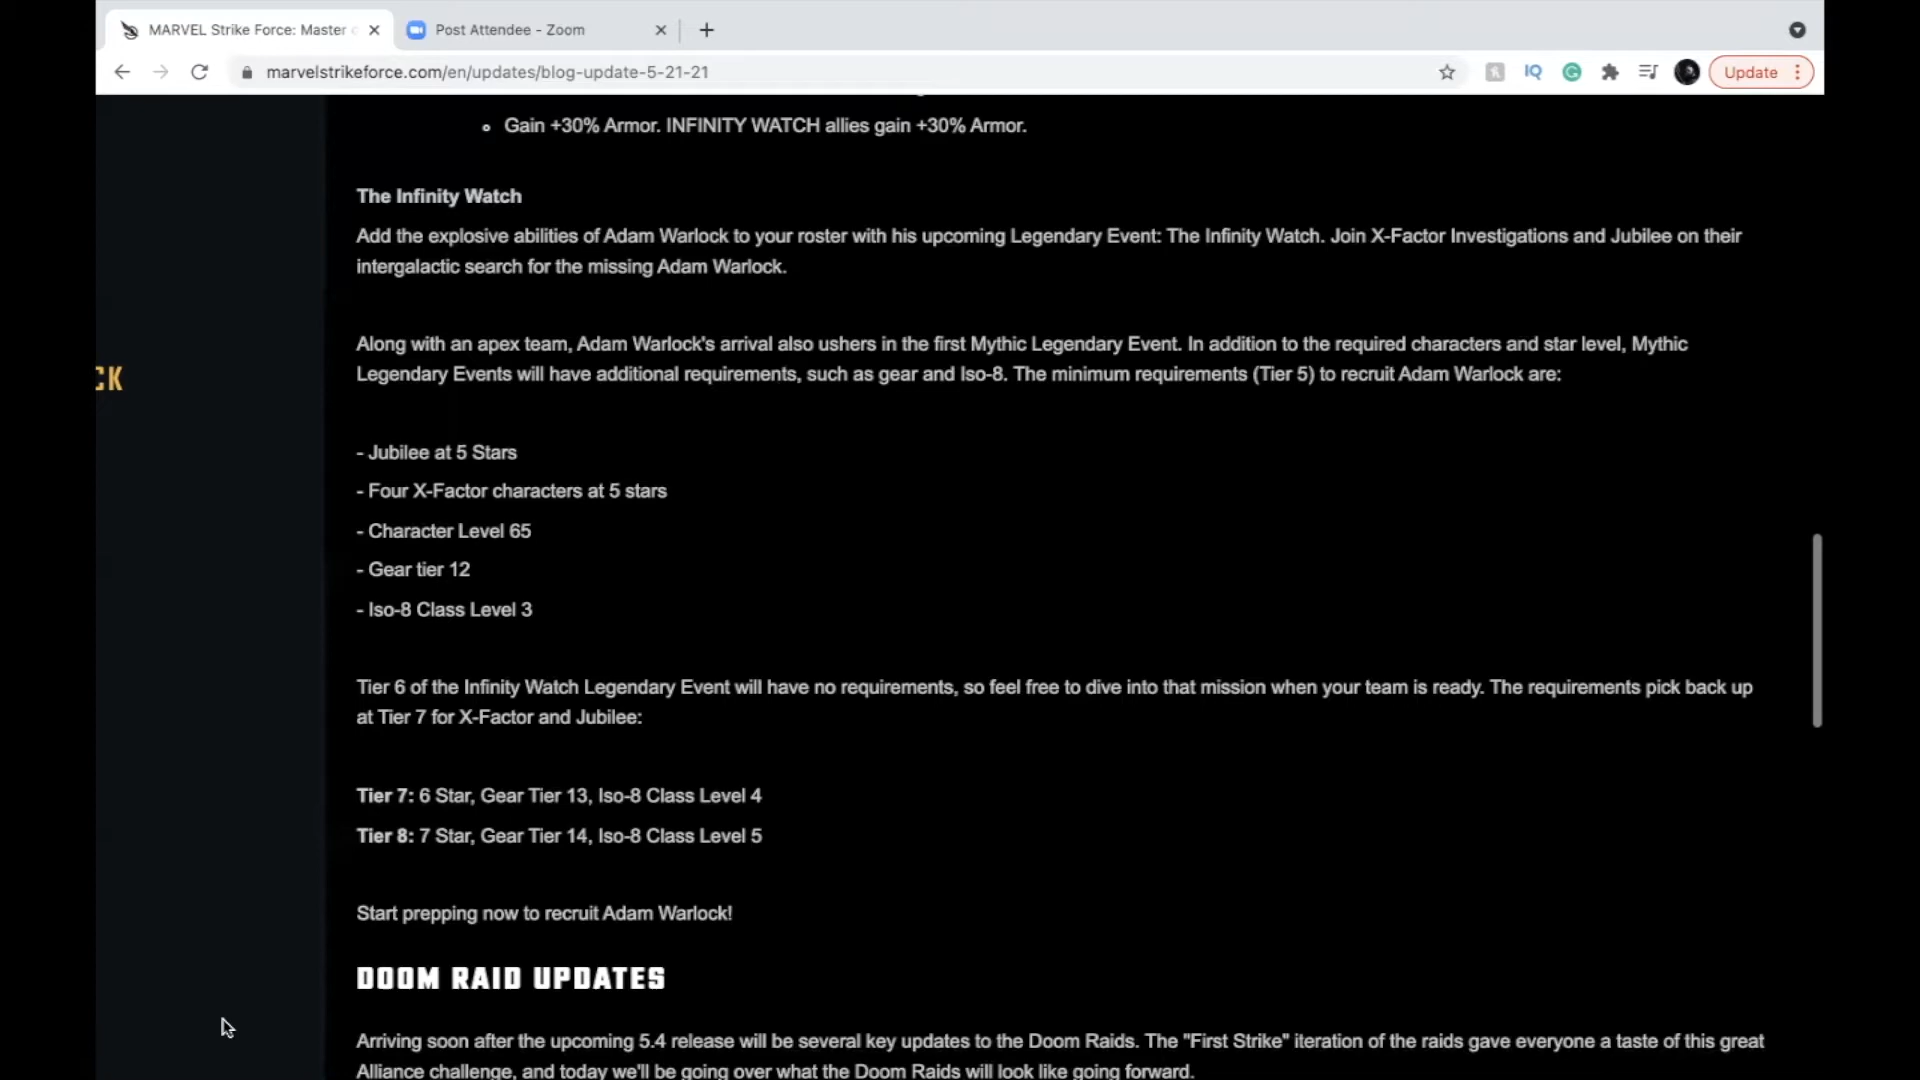 MARVEL Strike Force: Master
Post Attendee - Zoom
marvelstrikeforce.com/en/updates/blog-update-5-21-21
IQ
Update
Gain +30% Armor. INFINITY WATCH allies gain +30% Armor.
The Infinity Watch
Add the explosive abilities of Adam Warlock to your roster with his upcoming Legendary Event: The Infinity Watch. Join X-Factor Investigations and Jubilee on their
intergalactic search for the missing Adam Warlock.
Along with an apex team, Adam Warlock's arrival also ushers in the first Mythic Legendary Event. In addition to the required characters and star level, Mythic
CK
Legendary Events will have additional requirements, such as gear and Iso-8. The minimum requirements (Tier 5) to recruit Adam Warlock are:
- Jubilee at 5 Stars
- Four X-Factor characters at 5 stars
- Character Level 65
- Gear tier 12
- Iso-8 Class Level 3
Tier 6 of the Infinity Watch Legendary Event will have no requirements, so feel free to dive into that mission when your team is ready. The requirements pick back up
at Tier 7 for X-Factor and Jubilee:
Tier 7: 6 Star, Gear Tier 13, Iso-8 Class Level 4
Tier 8: 7 Star, Gear Tier 14, Iso-8 Class Level 5
Start prepping now to recruit Adam Warlock!
DOOM RAID UPDATES
Arriving soon after the upcoming 5.4 release will be several key updates to the Doom Raids. The "First Strike" iteration of the raids gave everyone a taste of this great
Alliance challenge, and today we'll be going over what the Doom Raids will look like going forward.